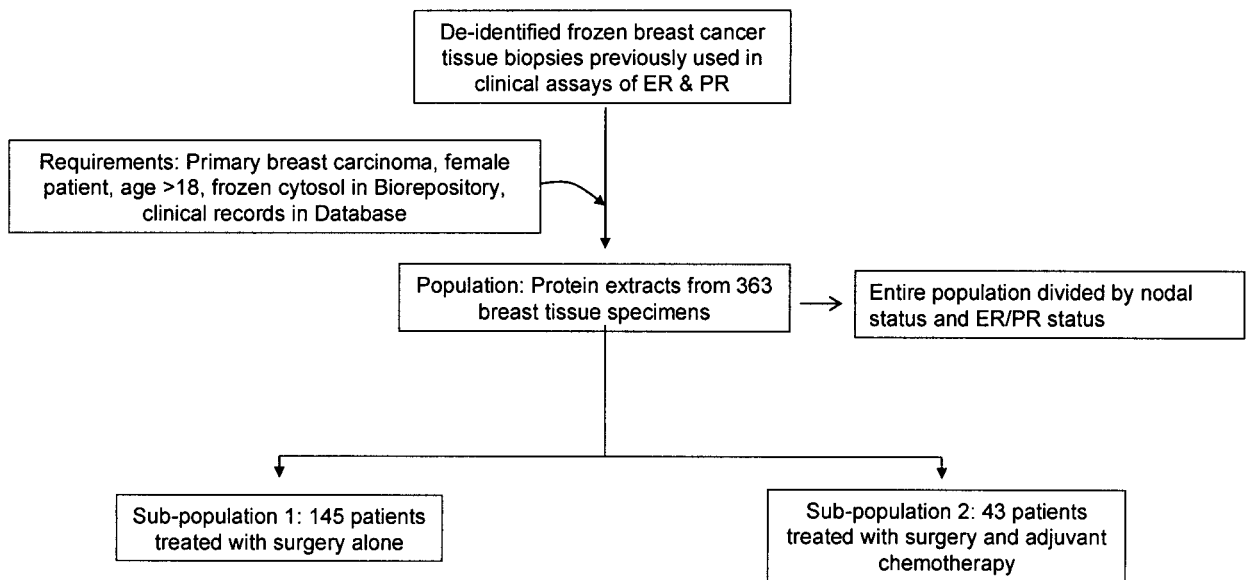 De-identified frozen breast cancer
tissue biopsies previously used in
clinical assays of ER & PR
Requirements: Primary breast carcinoma, female
patient, age >18, frozen cytosol in Biorepository,
clinical records in Database
Population: Protein extracts from 363
breast tissue specimens
Entire population divided by nodal
status and ER/PR status
Sub-population 1: 145 patients
treated with surgery alone
Sub-population 2: 43 patients
treated with surgery and adjuvant
chemotherapy